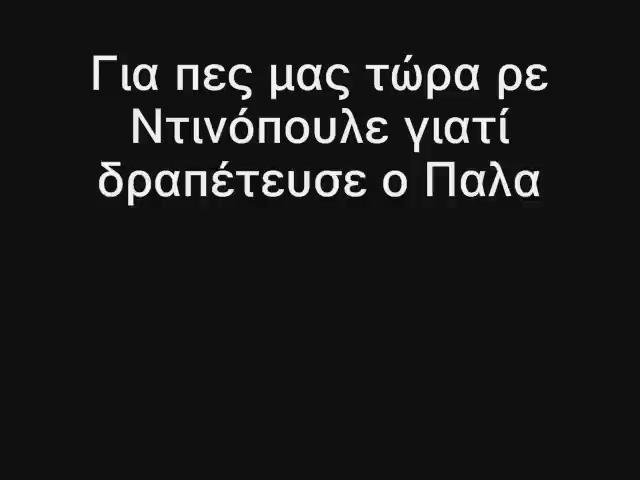 Για πες μας τώρα ρε
Ντινόπουλε γιατί
δραπέτευσε ο Παλα